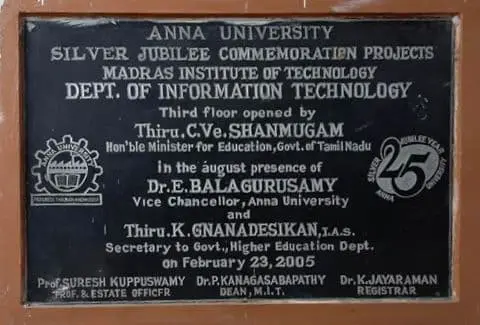 ANNA UNIVERSITY
SILVER JUBILEE COMMEMORATION PROJECTS
MADRAS INSTITUTE OF TECHNOLOGY
DEPT. OF INFORMATION TECHNOLOGY
Third floor opened by
Thiru.C.Ve.SHANMUGAM
Hon'ble Minister for Education, Govt. of Tamil Nadu
in the august presence of
Dr.E.BALAGURUSAMY
Vice Chancellor, Anna University
and
Thiru.K.GNANADESIKAN, I.A.S.
Secretary to Govt., Higher Education Dept.
on February 23, 2005
Prof.SURESH KUPPUSWAMY
PROF. & ESTATE OFFICER
Dr.P.KANAGASABAPATHY
DEAN, M.I.T.
Dr.K.JAYARAMAN
REGISTRAR
ANNA UNIVERSITY
PROGRESS THROUGH KNOWLEDGE
SILVER JUBILEE YEAR
25
ANNA UNIVERSITY